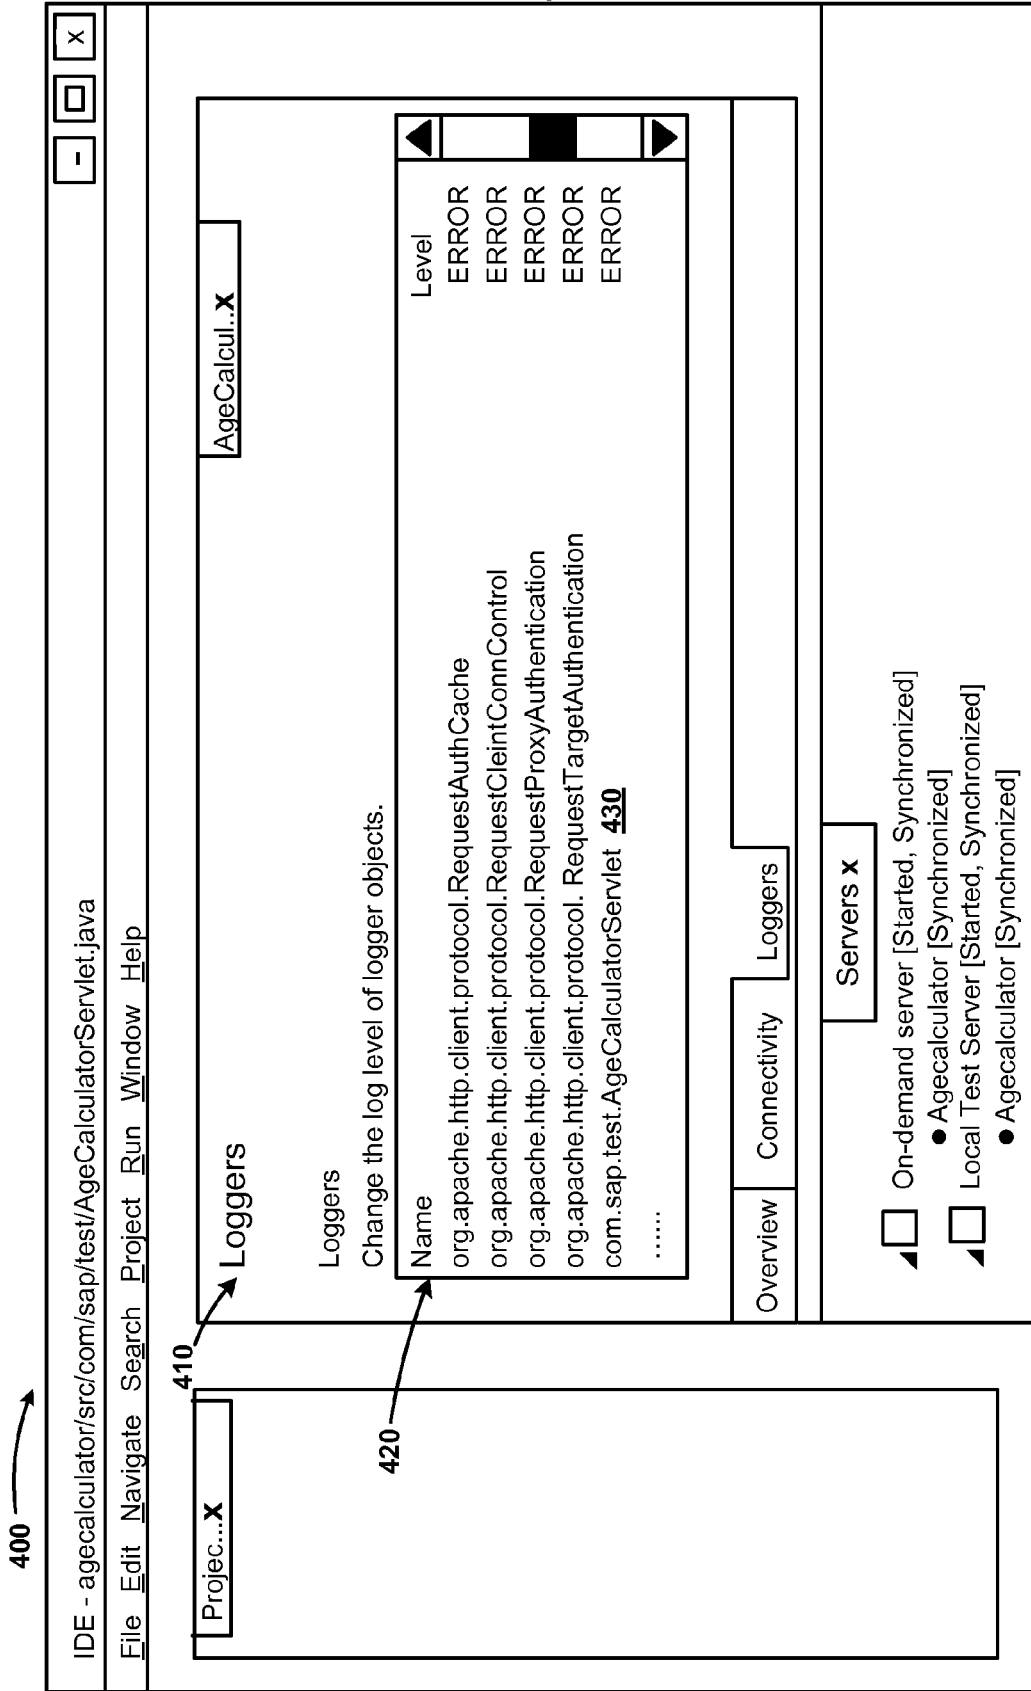 400
IDE - agecalculator/src/com/sap/test/AgeCalculatorServlet.java
- x
File Edit Navigate Search Project Run Window Help
Projec...x
AgeCalcul..x
410
Loggers
Loggers
Change the log level of logger objects.
420
Name Level
org.apache.http.client.protocol.RequestAuthCache ERROR
org.apache.http.client.protocol.RequestCleintConnControl ERROR
org.apache.http.client.protocol.RequestProxyAuthentication ERROR
org.apache.http.client.protocol. RequestTargetAuthentication ERROR
com.sap.test.AgeCalculatorServlet 430 ERROR
......
Overview Connectivity Loggers
Servers x
On-demand server [Started, Synchronized]
● Agecalculator [Synchronized]
Local Test Server [Started, Synchronized]
● Agecalculator [Synchronized]